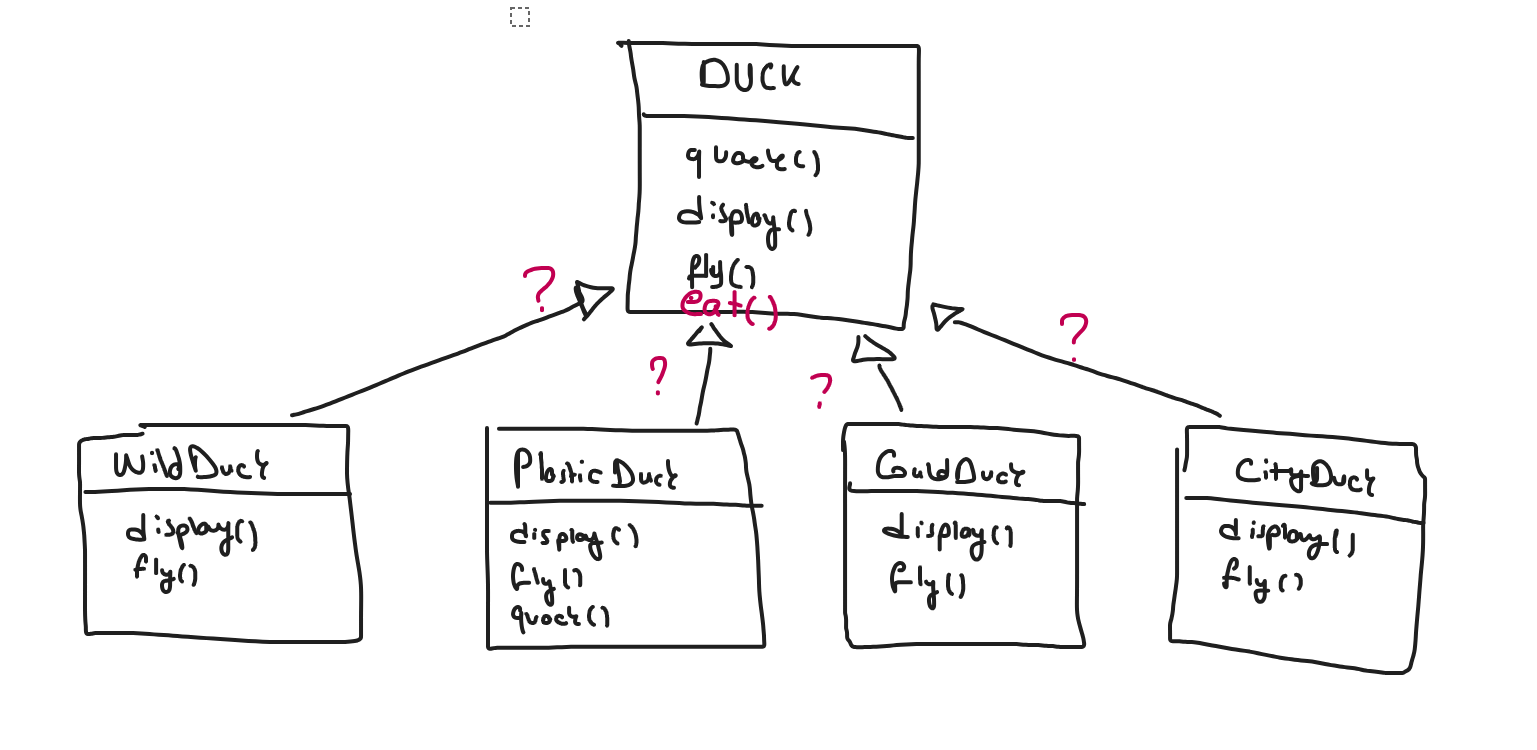 DUCK
quack()
display()
fly()
eat()
?
?
?
?
WildDuck
display()
fly()
PlasticDuck
display()
fly()
quack()
CouldDuck
display()
fly()
CityDuck
display()
fly()